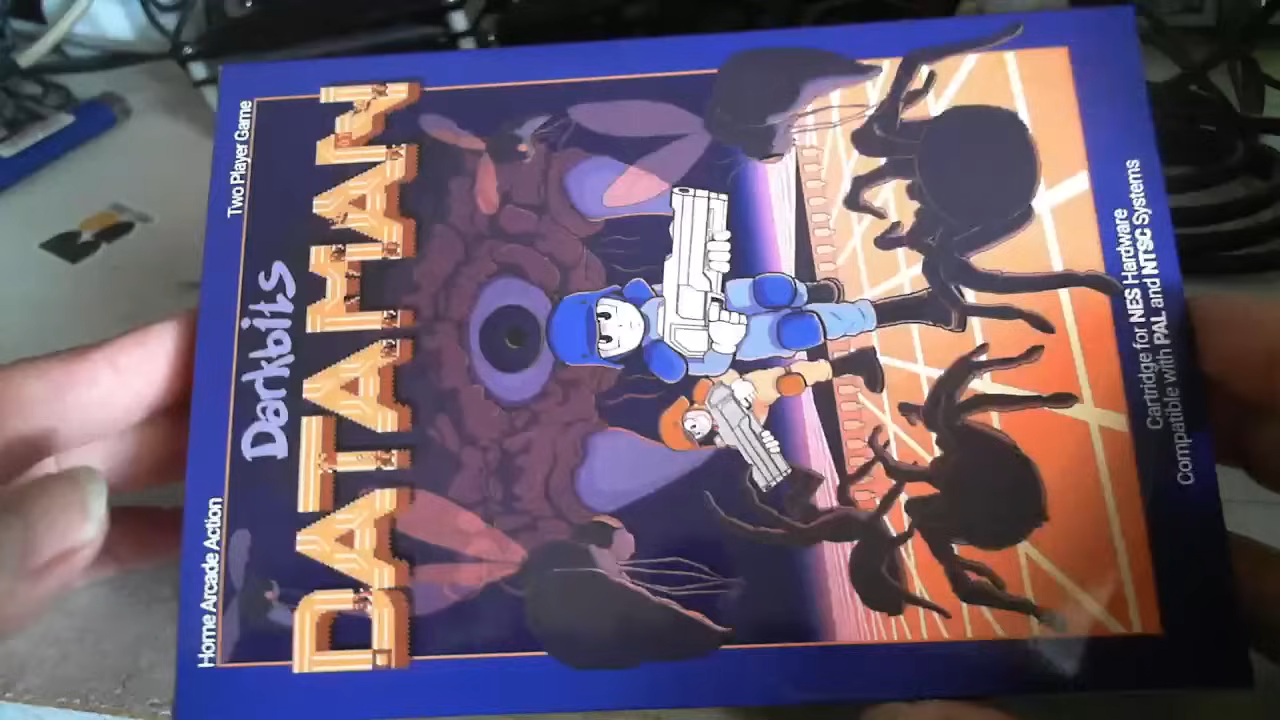 Home Arcade Action
Two Player Game
Darkbits
DATAMAN
Cartridge for NES Hardware
Compatible with PAL and NTSC Systems